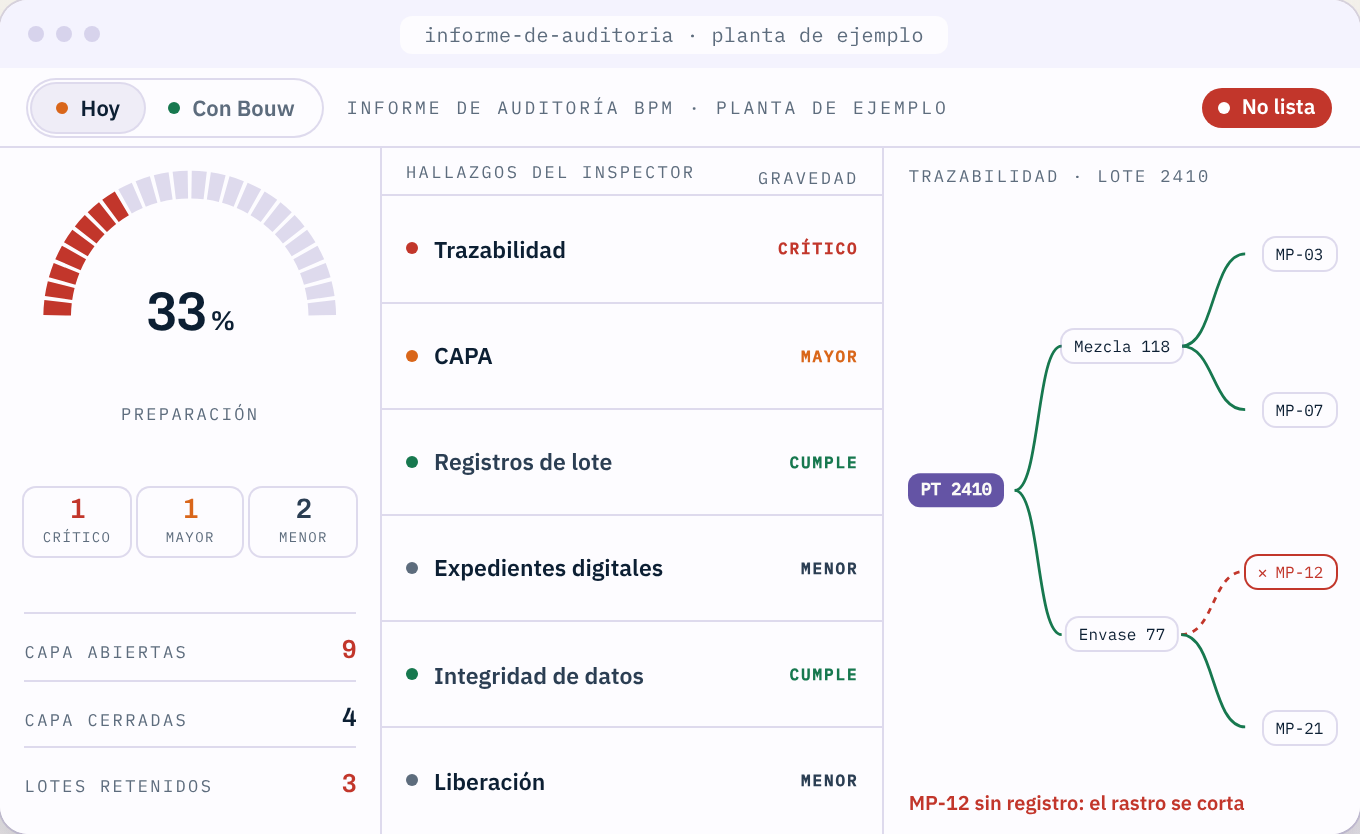 informe-de-auditoria · planta de ejemplo
Hoy
Con Bouw
INFORME DE AUDITORÍA BPM · PLANTA DE EJEMPLO
No lista
33%
PREPARACIÓN
1
CRÍTICO
1
MAYOR
2
MENOR
CAPA ABIERTAS 9
CAPA CERRADAS 4
LOTES RETENIDOS 3
HALLAZGOS DEL INSPECTOR GRAVEDAD
Trazabilidad CRÍTICO
CAPA MAYOR
Registros de lote CUMPLE
Expedientes digitales MENOR
Integridad de datos CUMPLE
Liberación MENOR
TRAZABILIDAD · LOTE 2410
MP-03
Mezcla 118
MP-07
PT 2410
× MP-12
Envase 77
MP-21
MP-12 sin registro: el rastro se corta